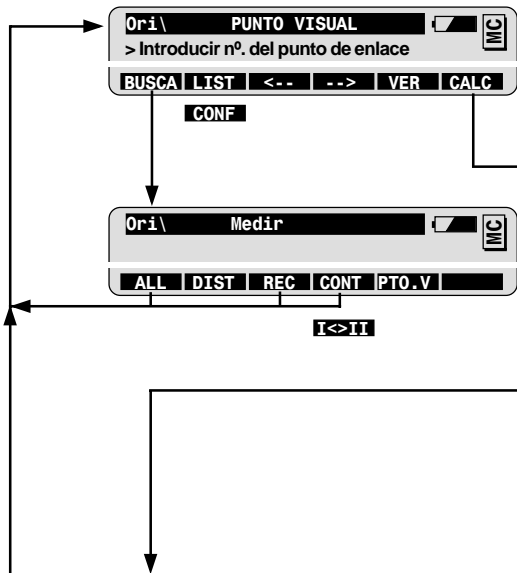 Ori\ PUNTO VISUAL MC
> Introducir nº. del punto de enlace
BUSCA LIST <-- --> VER CALC
CONF
Ori\ Medir MC
ALL DIST REC CONT PTO.V
I<>II